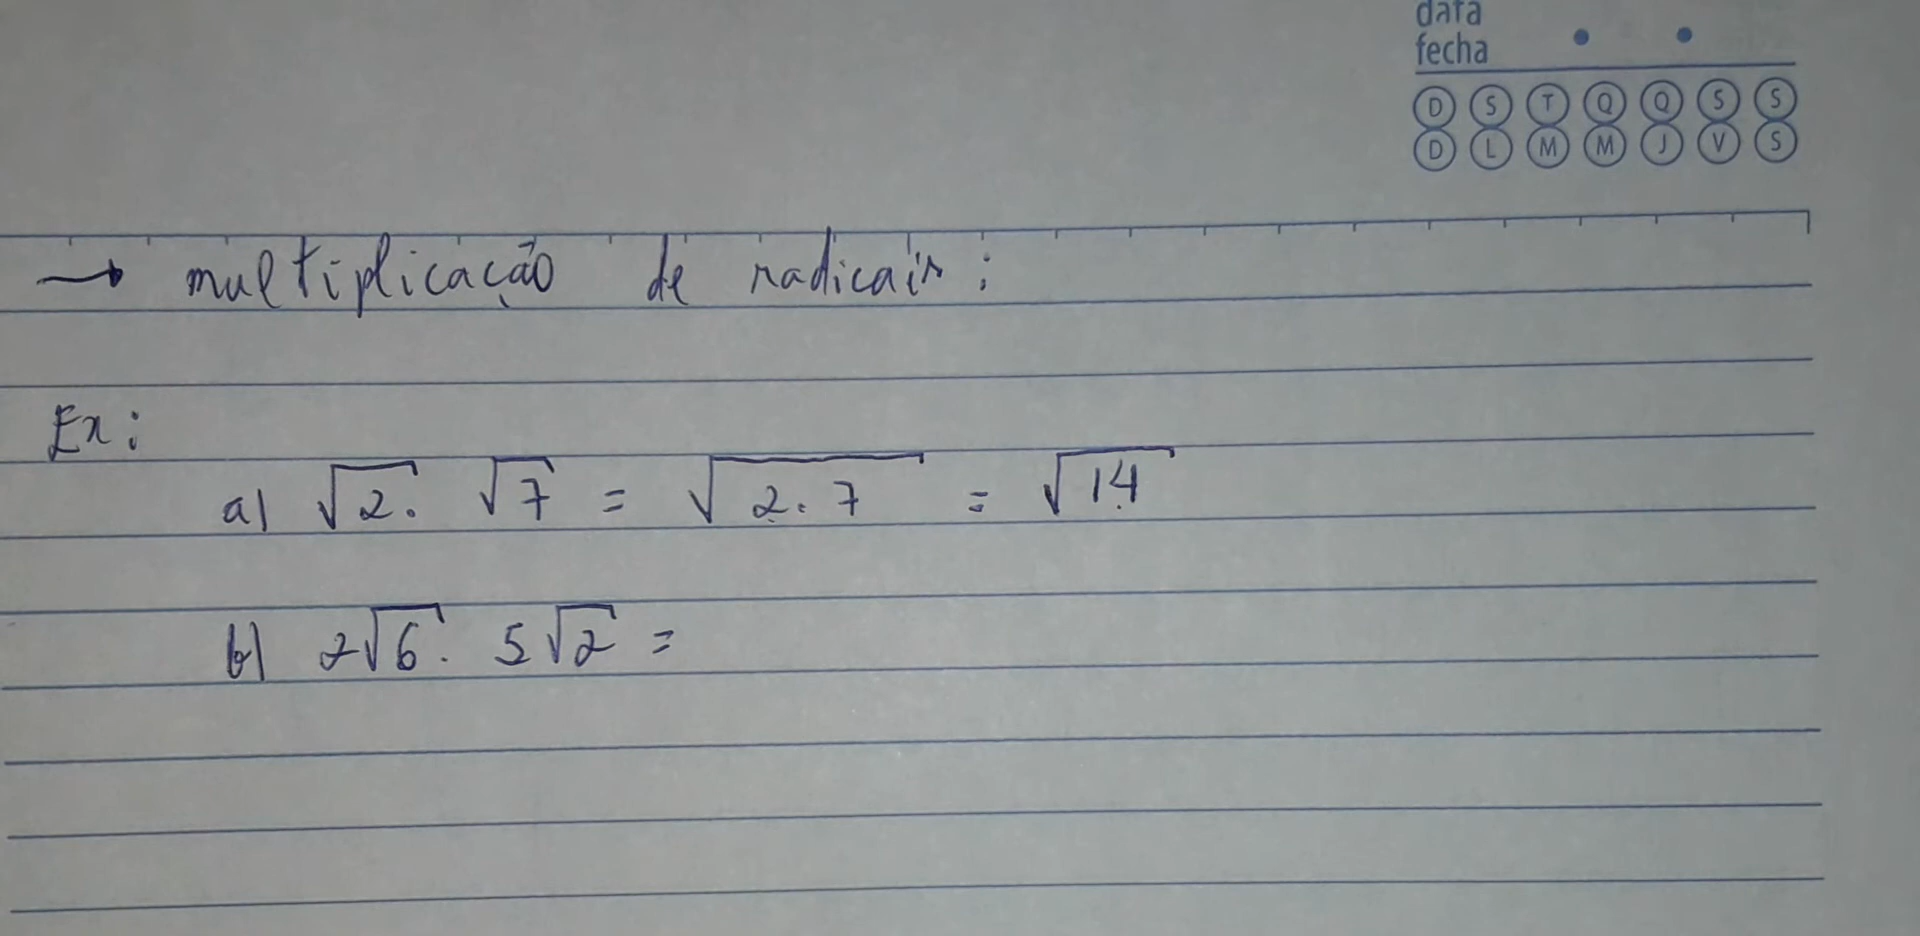 data
fecha
D S T Q Q S S
D L M M J V S
→ multiplicação de radicais:
Ex:
a) √2 . √7 = √2.7 = √14
b) 2√6 . 5√2 =